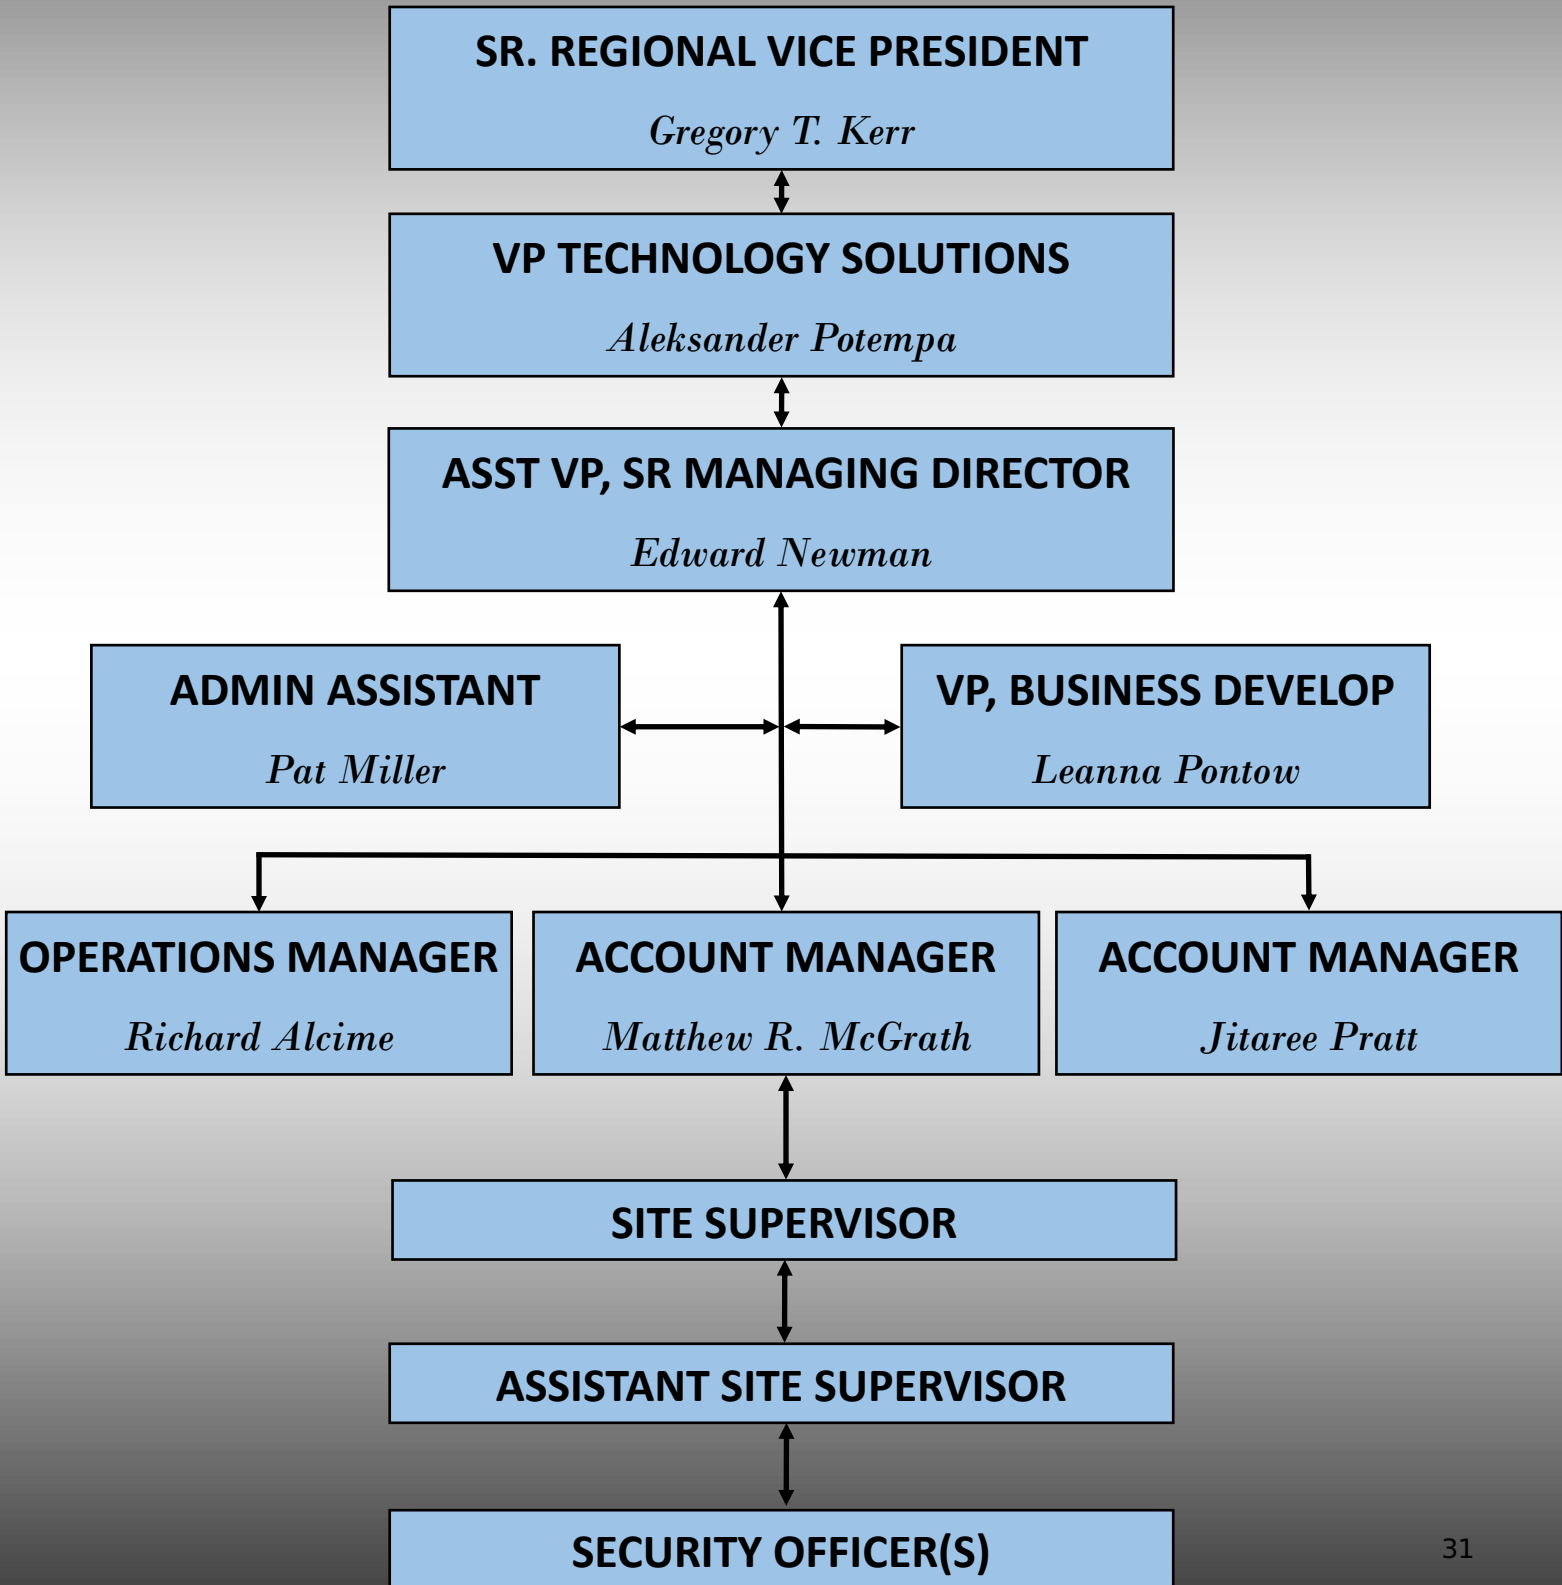 SR. REGIONAL VICE PRESIDENT
Gregory T. Kerr
VP TECHNOLOGY SOLUTIONS
Aleksander Potempa
ASST VP, SR MANAGING DIRECTOR
Edward Newman
ADMIN ASSISTANT
Pat Miller
VP, BUSINESS DEVELOP
Leanna Pontow
OPERATIONS MANAGER
Richard Alcime
ACCOUNT MANAGER
Matthew R. McGrath
ACCOUNT MANAGER
Jitaree Pratt
SITE SUPERVISOR
ASSISTANT SITE SUPERVISOR
SECURITY OFFICER(S)
31